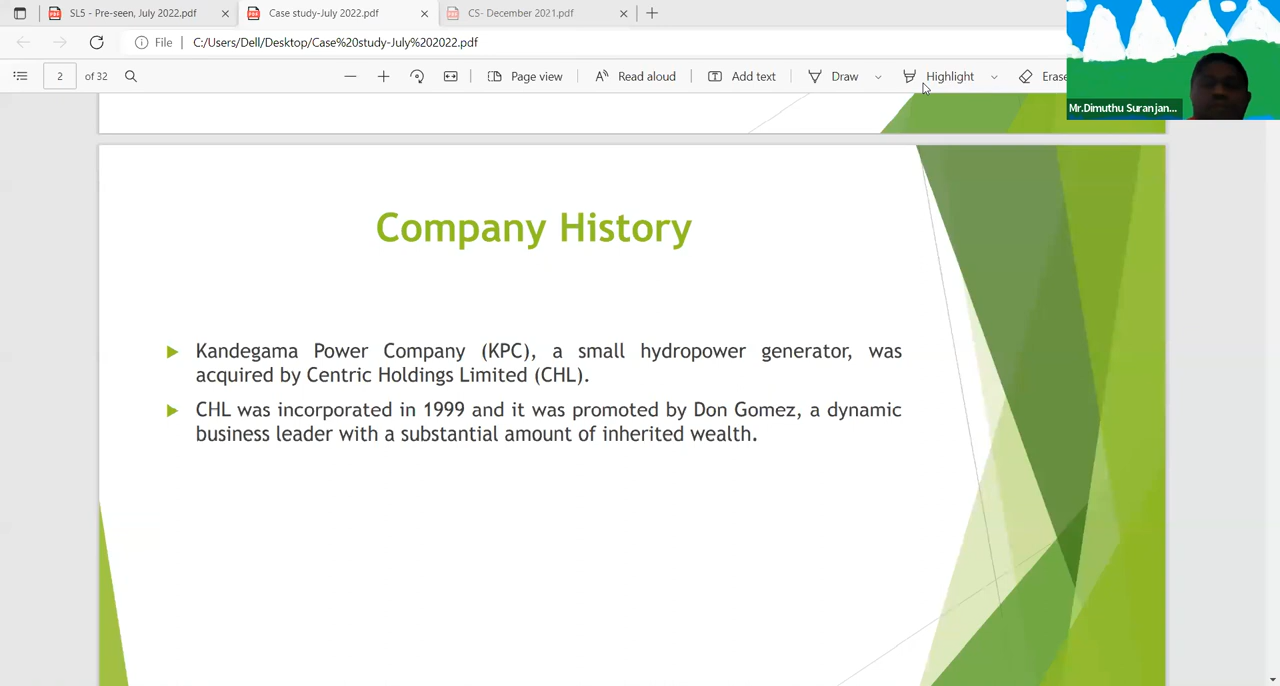 SL5 - Pre-seen, July 2022.pdf
Case study-July 2022.pdf
CS- December 2021.pdf
File
C:/Users/Dell/Desktop/Case%20study-July%202022.pdf
2 of 32
Page view
Read aloud
Add text
Draw
Highlight
Erase
Mr.Dimuthu Suranjan...
Company History
Kandegama Power Company (KPC), a small hydropower generator, was
acquired by Centric Holdings Limited (CHL).
CHL was incorporated in 1999 and it was promoted by Don Gomez, a dynamic
business leader with a substantial amount of inherited wealth.